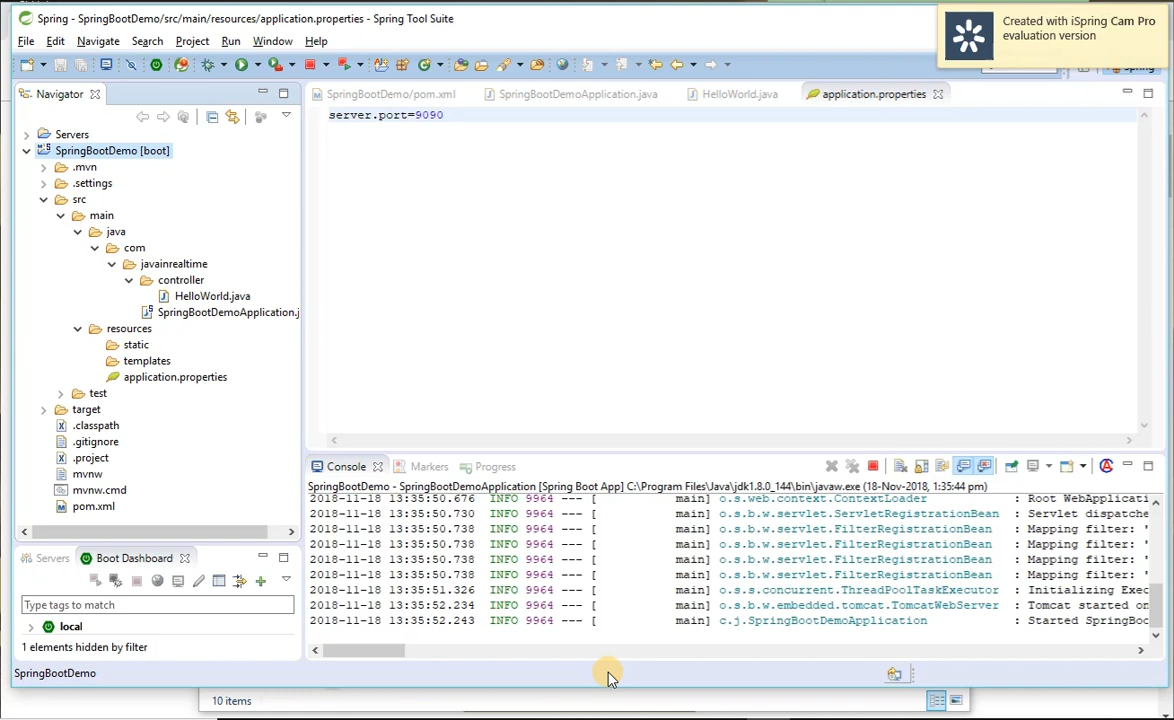 Spring - SpringBootDemo/src/main/resources/application.properties - Spring Tool Suite
Created with iSpring Cam Pro
evaluation version
File Edit Navigate Search Project Run Window Help
Navigator
SpringBootDemo/pom.xml SpringBootDemoApplication.java HelloWorld.java application.properties
server.port=9090
Servers
SpringBootDemo [boot]
.mvn
.settings
src
main
java
com
javainrealtime
controller
HelloWorld.java
SpringBootDemoApplication.j
resources
static
templates
application.properties
test
target
.classpath
.gitignore
.project
mvnw
mvnw.cmd
pom.xml
Console Markers Progress
SpringBootDemo - SpringBootDemoApplication [Spring Boot App] C:\Program Files\Java\jdk1.8.0_144\bin\javaw.exe (18-Nov-2018, 1:35:44 pm)
2018-11-18 13:35:50.676 INFO 9964 --- [ main] o.s.web.context.ContextLoader : Root WebApplicati
2018-11-18 13:35:50.730 INFO 9964 --- [ main] o.s.b.w.servlet.ServletRegistrationBean : Servlet dispatche
2018-11-18 13:35:50.738 INFO 9964 --- [ main] o.s.b.w.servlet.FilterRegistrationBean : Mapping filter: '
2018-11-18 13:35:50.738 INFO 9964 --- [ main] o.s.b.w.servlet.FilterRegistrationBean : Mapping filter: '
2018-11-18 13:35:50.738 INFO 9964 --- [ main] o.s.b.w.servlet.FilterRegistrationBean : Mapping filter: '
2018-11-18 13:35:50.738 INFO 9964 --- [ main] o.s.b.w.servlet.FilterRegistrationBean : Mapping filter: '
2018-11-18 13:35:51.326 INFO 9964 --- [ main] o.s.s.concurrent.ThreadPoolTaskExecutor : Initializing Exec
2018-11-18 13:35:52.234 INFO 9964 --- [ main] o.s.b.w.embedded.tomcat.TomcatWebServer : Tomcat started on
2018-11-18 13:35:52.243 INFO 9964 --- [ main] c.j.SpringBootDemoApplication : Started SpringBoc
Servers Boot Dashboard
Type tags to match
local
1 elements hidden by filter
SpringBootDemo
10 items